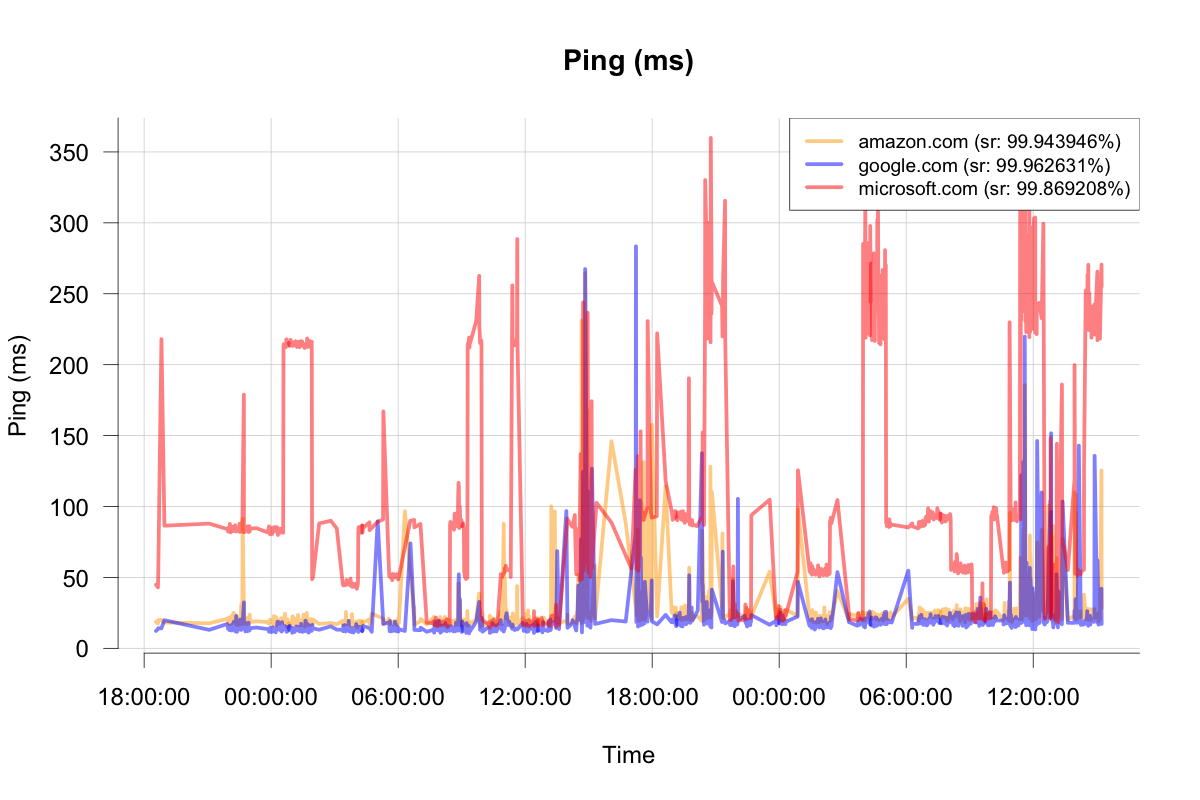 Ping (ms)
amazon.com (sr: 99.943946%)
google.com (sr: 99.962631%)
microsoft.com (sr: 99.869208%)
350
300
250
200
150
100
50
0
Ping (ms)
18:00:00 00:00:00 06:00:00 12:00:00 18:00:00 00:00:00 06:00:00 12:00:00
Time